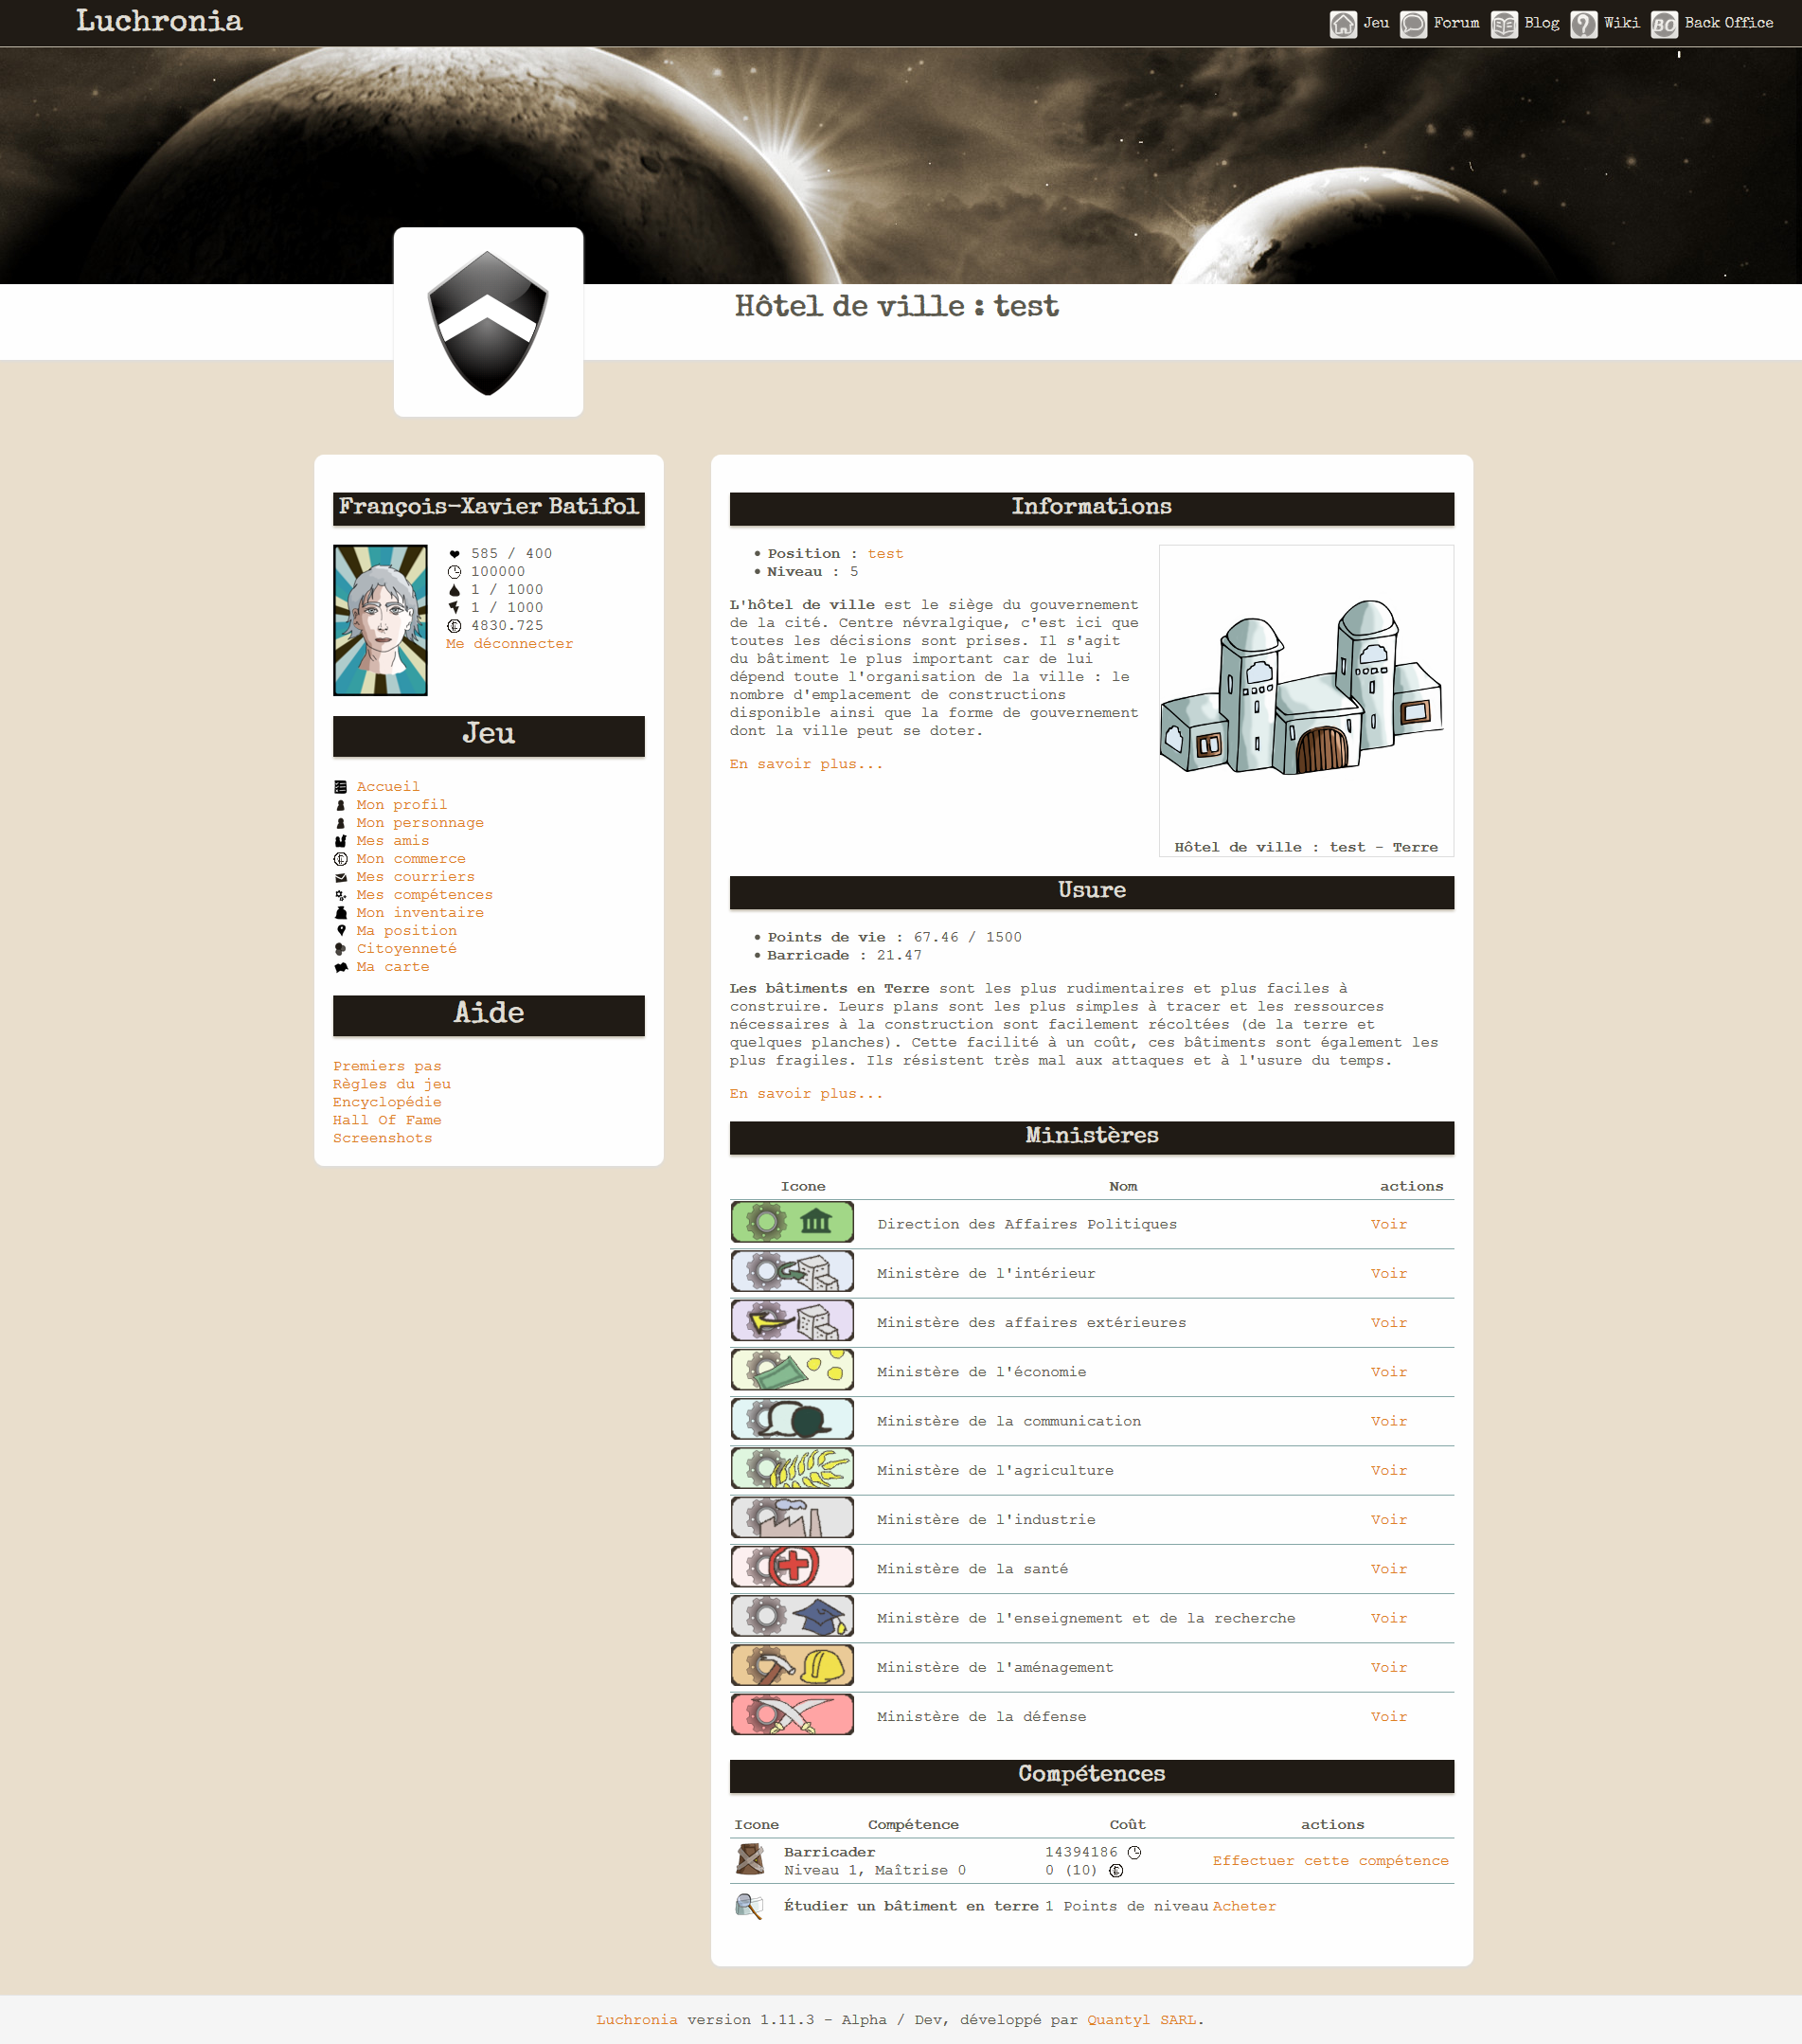 Luchronia
Jeu Forum Blog Wiki BO Back Office
Hôtel de ville : test
François-Xavier Batifol
585 / 400
100000
1 / 1000
1 / 1000
4830.725
Me déconnecter
Jeu
Accueil
Mon profil
Mon personnage
Mes amis
Mon commerce
Mes courriers
Mes compétences
Mon inventaire
Ma position
Citoyenneté
Ma carte
Aide
Premiers pas
Règles du jeu
Encyclopédie
Hall Of Fame
Screenshots
Informations
• Position : test
• Niveau : 5
L'hôtel de ville est le siège du gouvernement
de la cité. Centre névralgique, c'est ici que
toutes les décisions sont prises. Il s'agit
du bâtiment le plus important car de lui
dépend toute l'organisation de la ville : le
nombre d'emplacement de constructions
disponible ainsi que la forme de gouvernement
dont la ville peut se doter.
En savoir plus...
Hôtel de ville : test - Terre
Usure
• Points de vie : 67.46 / 1500
• Barricade : 21.47
Les bâtiments en Terre sont les plus rudimentaires et plus faciles à
construire. Leurs plans sont les plus simples à tracer et les ressources
nécessaires à la construction sont facilement récoltées (de la terre et
quelques planches). Cette facilité à un coût, ces bâtiments sont également les
plus fragiles. Ils résistent très mal aux attaques et à l'usure du temps.
En savoir plus...
Ministères
Icone Nom actions
Direction des Affaires Politiques Voir
Ministère de l'intérieur Voir
Ministère des affaires extérieures Voir
Ministère de l'économie Voir
Ministère de la communication Voir
Ministère de l'agriculture Voir
Ministère de l'industrie Voir
Ministère de la santé Voir
Ministère de l'enseignement et de la recherche Voir
Ministère de l'aménagement Voir
Ministère de la défense Voir
Compétences
Icone Compétence Coût actions
Barricader 14394186
Niveau 1, Maîtrise 0 0 (10) Effectuer cette compétence
Étudier un bâtiment en terre 1 Points de niveau Acheter
Luchronia version 1.11.3 - Alpha / Dev, développé par Quantyl SARL.